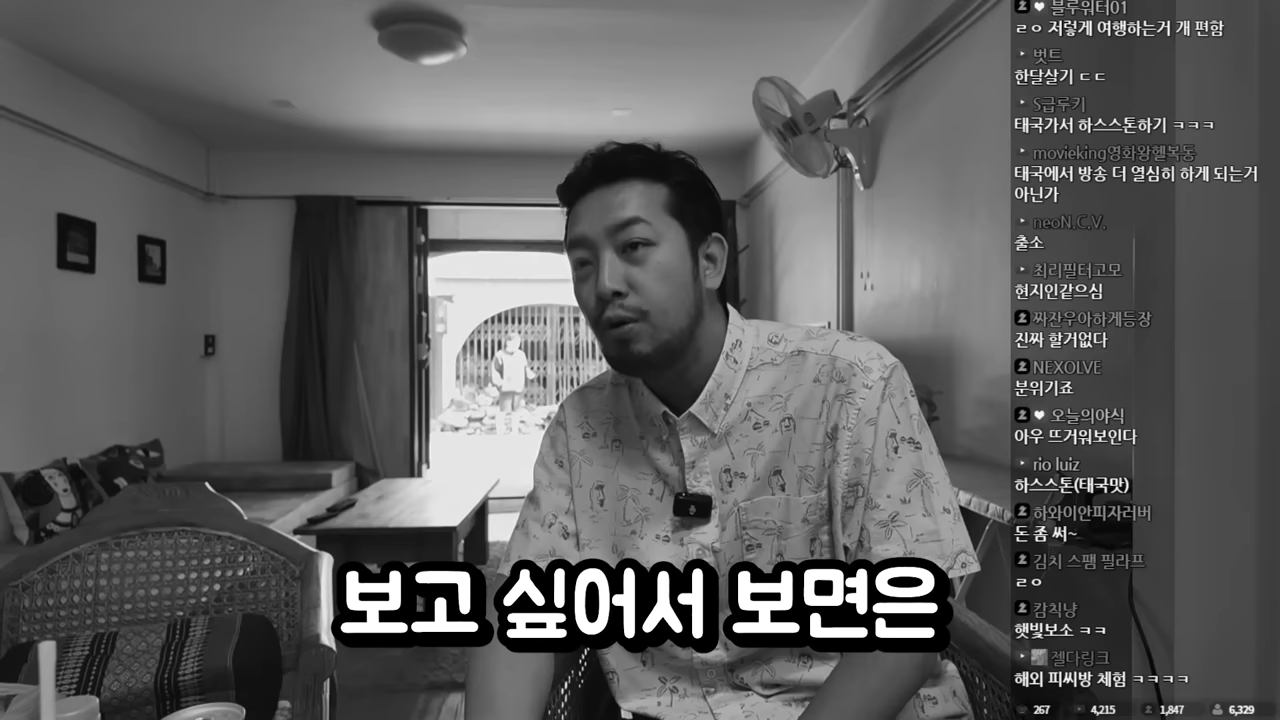 보고 싶어서 보면은
블루워터01
ㄹㅇ 저렇게 여행하는거 개 편함
벗트
한달살기 ㄷㄷ
S급루키
태국가서 하스스톤하기 ㅋㅋㅋ
movieking영화왕헬복동
태국에서 방송 더 열심히 하게 되는거
아닌가
neoN.C.V.
출소
최리필터고모
현지인같으심
짜잔우아하게등장
진짜 할거없다
NEXOLVE
분위기죠
오늘의야식
아우 뜨거워보인다
rio luiz
하스스톤(태국맛)
하와이안피자러버
돈 좀 써~
김치 스팸 필라프
ㄹㅇ
캄칙냥
햇빛보소 ㅋㅋ
젤다링크
해외 피씨방 체험 ㅋㅋㅋㅋ
267 4,215 1,847 6,329